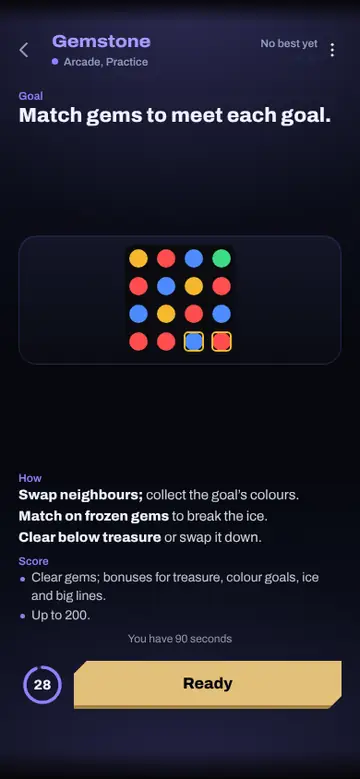 Gemstone
No best yet
Arcade, Practice
Goal
Match gems to meet each goal.
How
Swap neighbours; collect the goal's colours.
Match on frozen gems to break the ice.
Clear below treasure or swap it down.
Score
Clear gems; bonuses for treasure, colour goals, ice
and big lines.
Up to 200.
You have 90 seconds
28
Ready